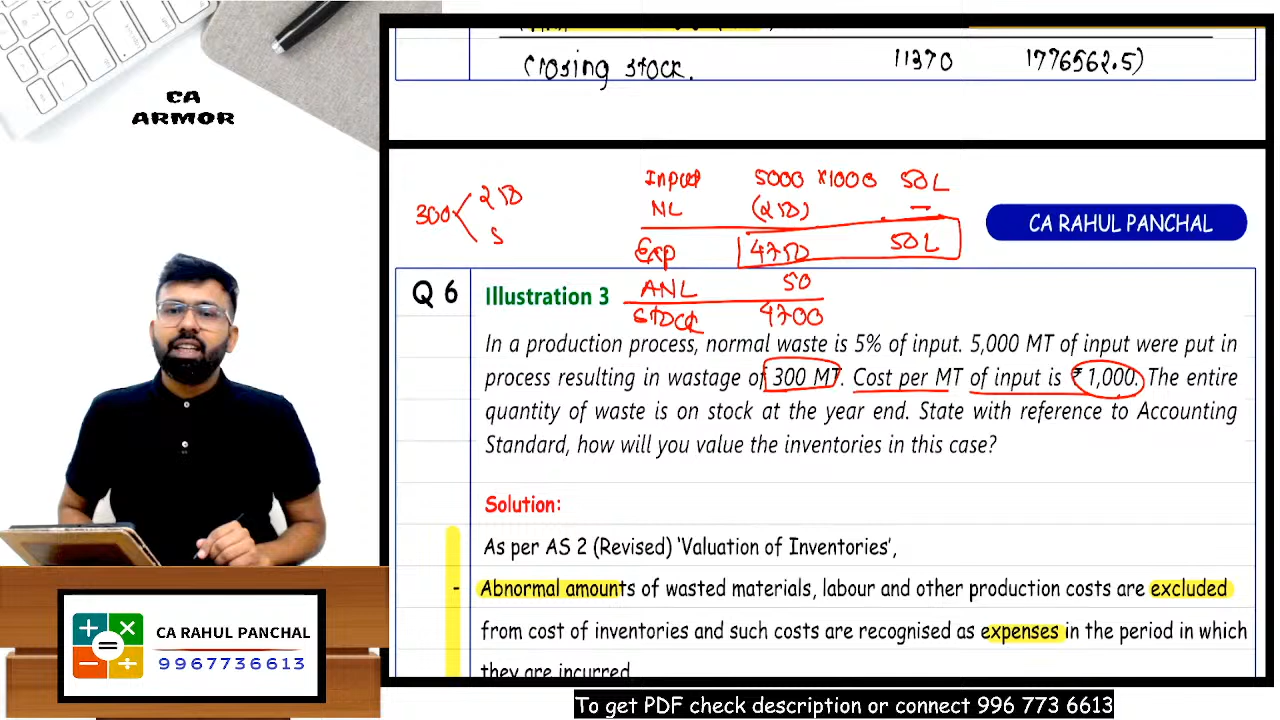 CA
ARMOR
Closing stock. 11370 1776562.5)
300 250
Input 5000 x1000 50L
NL (250) –
Exp 4750 50L
ANL 50
Stock 4700
CA RAHUL PANCHAL
Q 6 Illustration 3
In a production process, normal waste is 5% of input. 5,000 MT of input were put in
process resulting in wastage of 300 MT. Cost per MT of input is ₹ 1,000. The entire
quantity of waste is on stock at the year end. State with reference to Accounting
Standard, how will you value the inventories in this case?
Solution:
As per AS 2 (Revised) 'Valuation of Inventories',
- Abnormal amounts of wasted materials, labour and other production costs are excluded
from cost of inventories and such costs are recognised as expenses in the period in which
they are incurred
CA RAHUL PANCHAL
9967736613
To get PDF check description or connect 996 773 6613